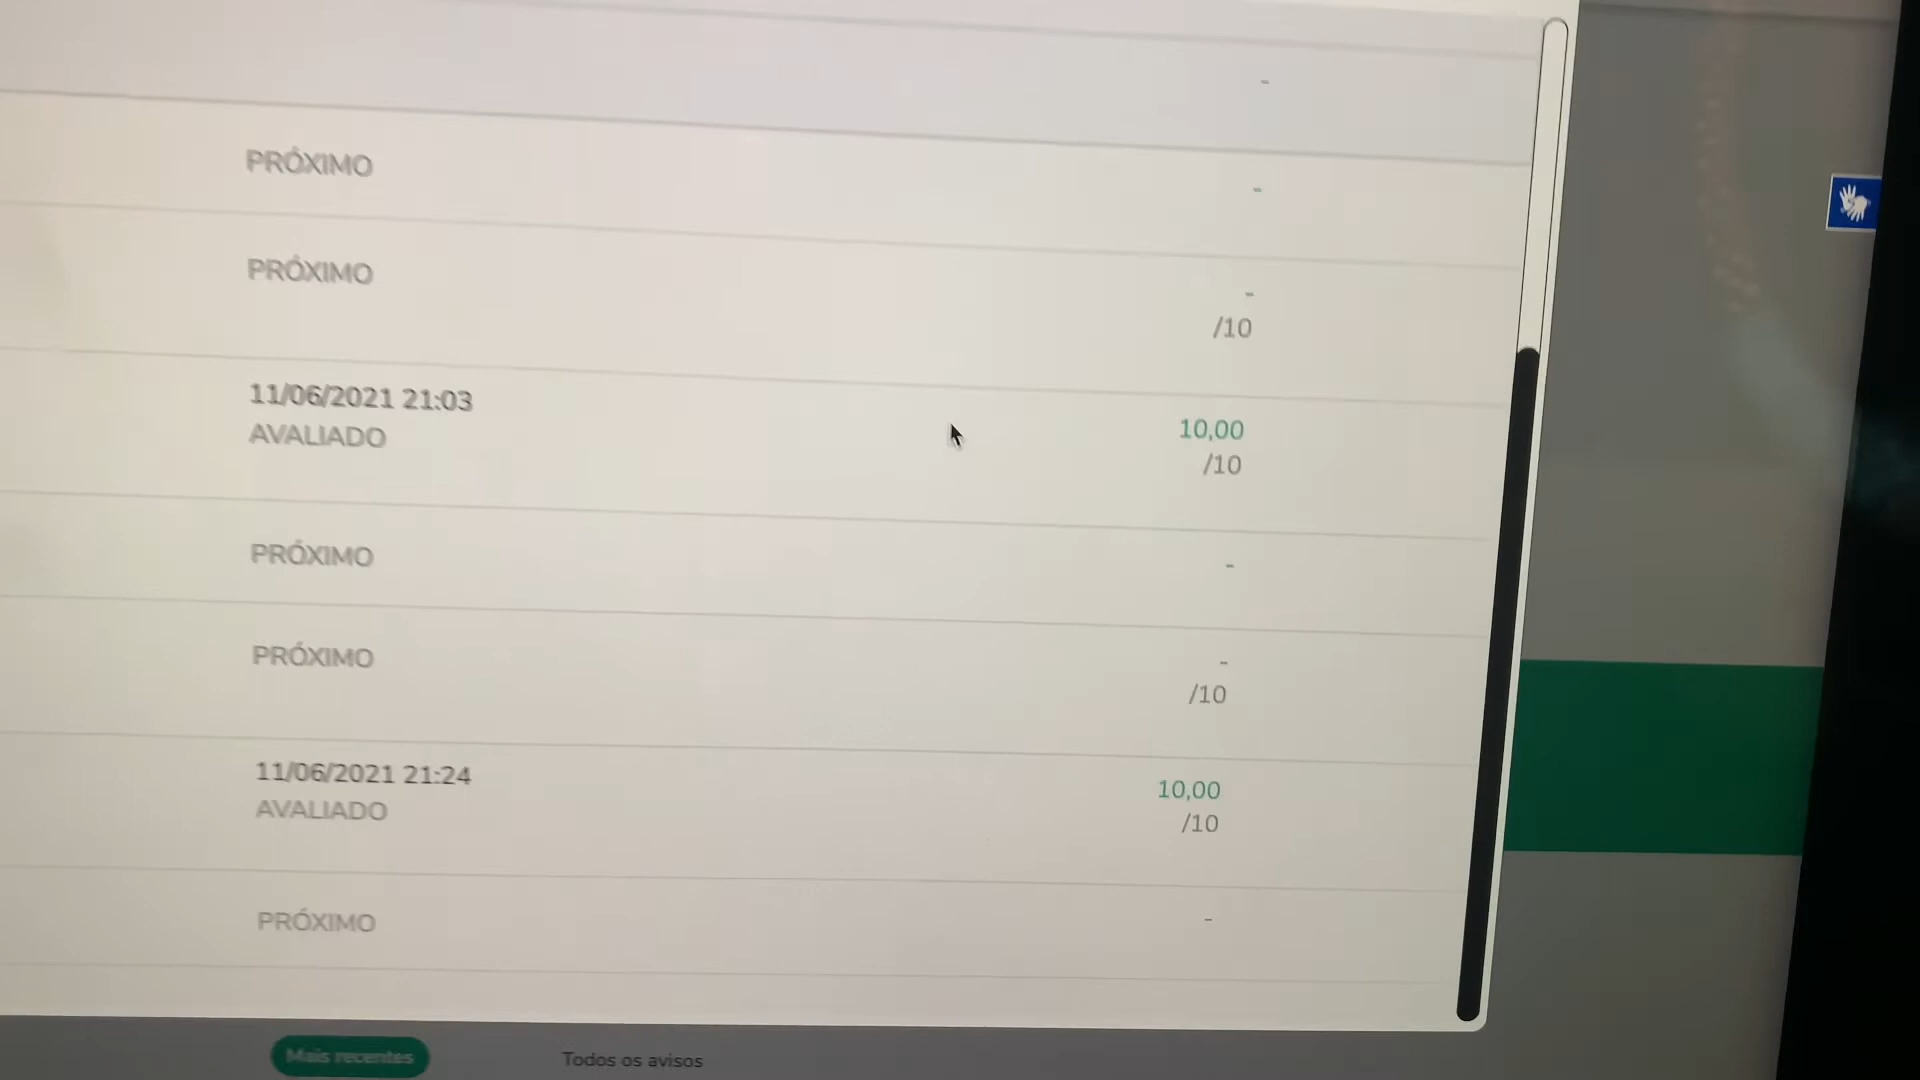 -
PRÓXIMO
-
PRÓXIMO
-
/10
11/06/2021 21:03
AVALIADO
10,00
/10
PRÓXIMO
-
PRÓXIMO
-
/10
11/06/2021 21:24
AVALIADO
10,00
/10
PRÓXIMO
-
Mais recentes
Todos os avisos